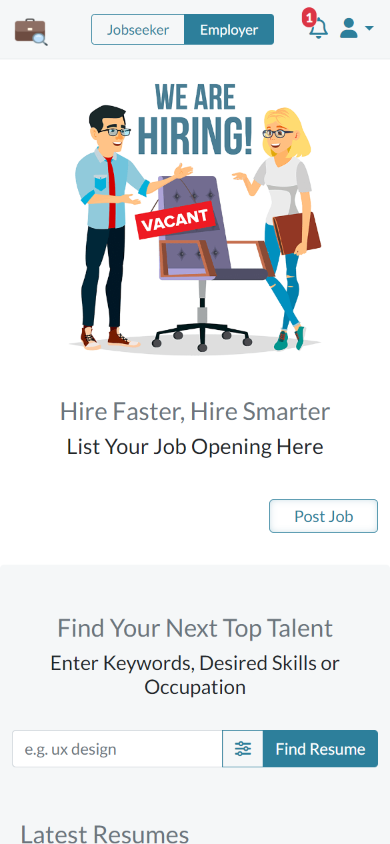 Jobseeker
Employer
1
WE ARE
HIRING!
VACANT
Hire Faster, Hire Smarter
List Your Job Opening Here
Post Job
Find Your Next Top Talent
Enter Keywords, Desired Skills or
Occupation
e.g. ux design
Find Resume
Latest Resumes